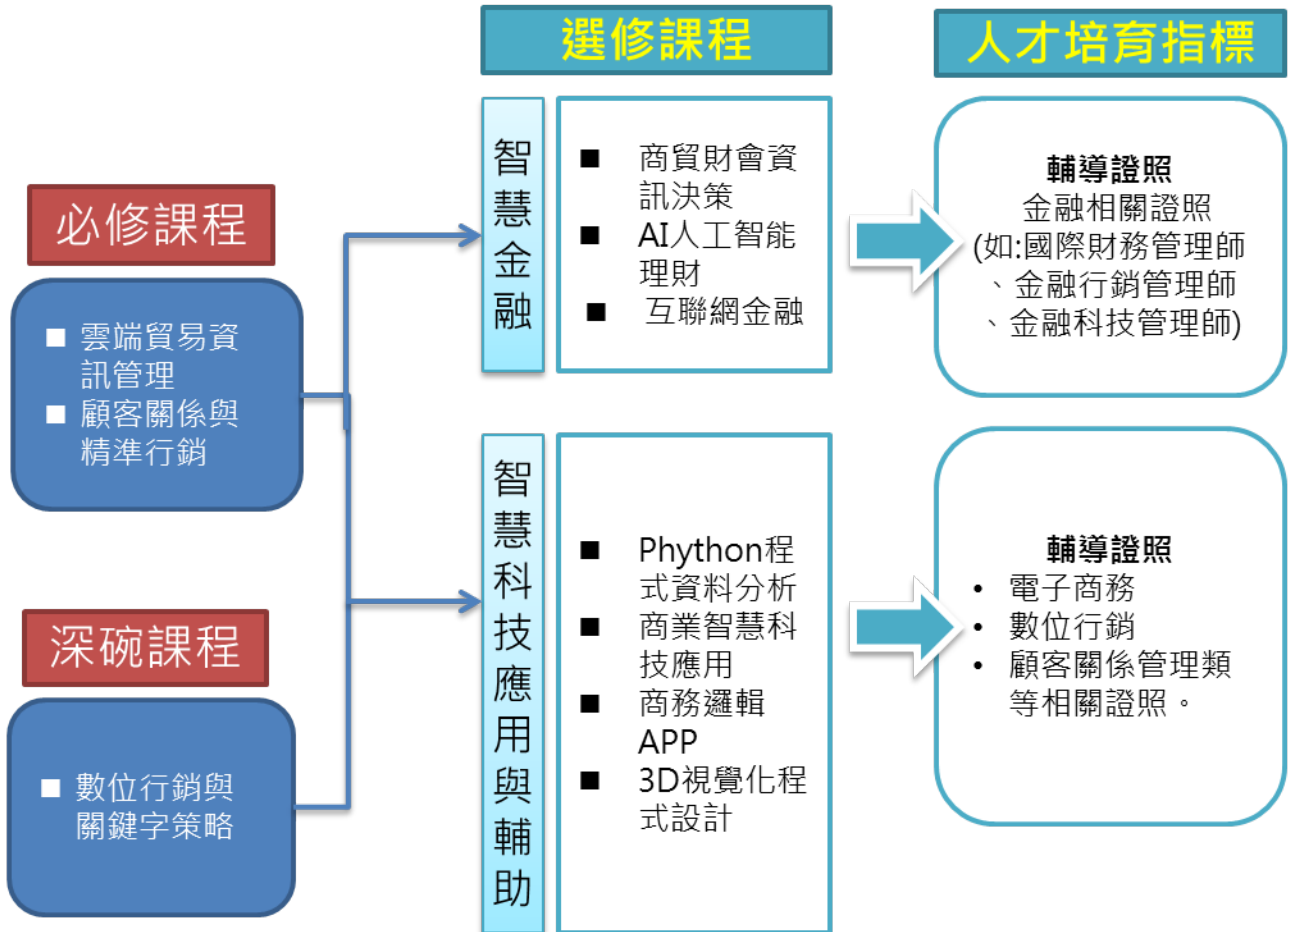 選修課程
人才培育指標
必修課程
■ 雲端貿易資
訊管理
■ 顧客關係與
精準行銷
深碗課程
■ 數位行銷與
關鍵字策略
智慧金融
■ 商貿財會資
訊決策
■ AI人工智能
理財
■ 互聯網金融
輔導證照
金融相關證照
(如:國際財務管理師
、金融行銷管理師
、金融科技管理師)
智慧科技應用與輔助
■ Phython程
式資料分析
■ 商業智慧科
技應用
■ 商務邏輯
APP
■ 3D視覺化程
式設計
輔導證照
• 電子商務
• 數位行銷
• 顧客關係管理類
等相關證照。